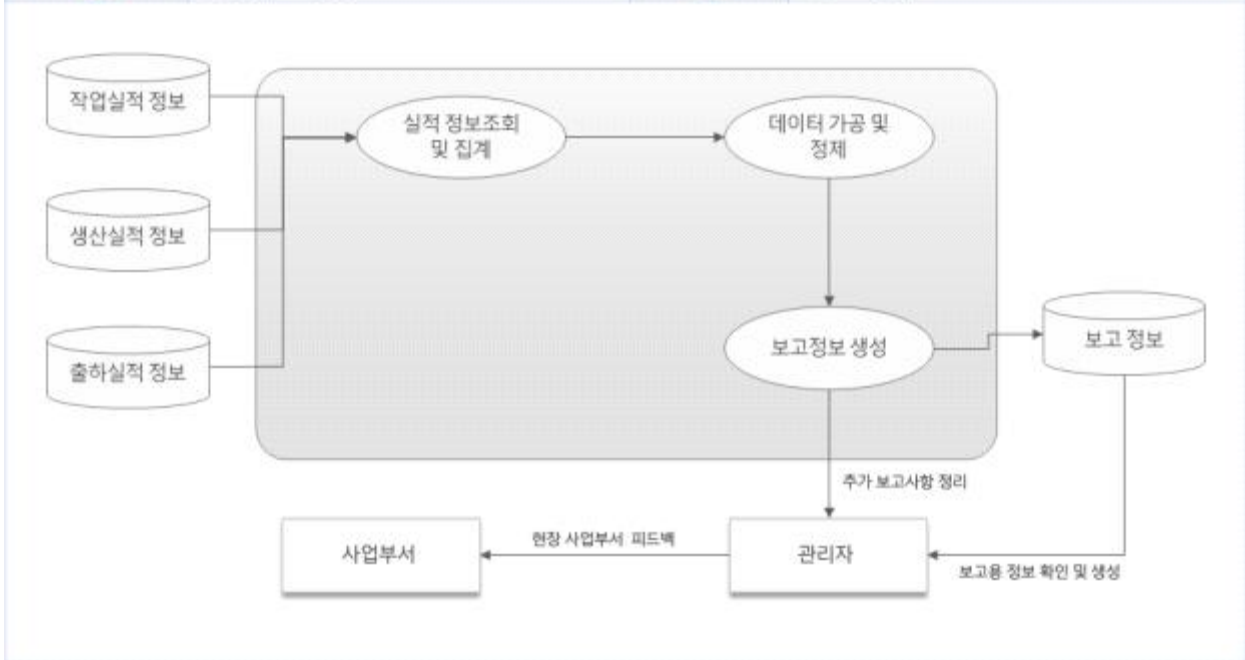 작업실적 정보
실적 정보조회
및 집계
데이터 가공 및
정제
생산실적 정보
출하실적 정보
보고정보 생성
보고 정보
추가 보고사항 정리
사업부서
현장 사업부서 피드백
관리자
보고용 정보 확인 및 생성